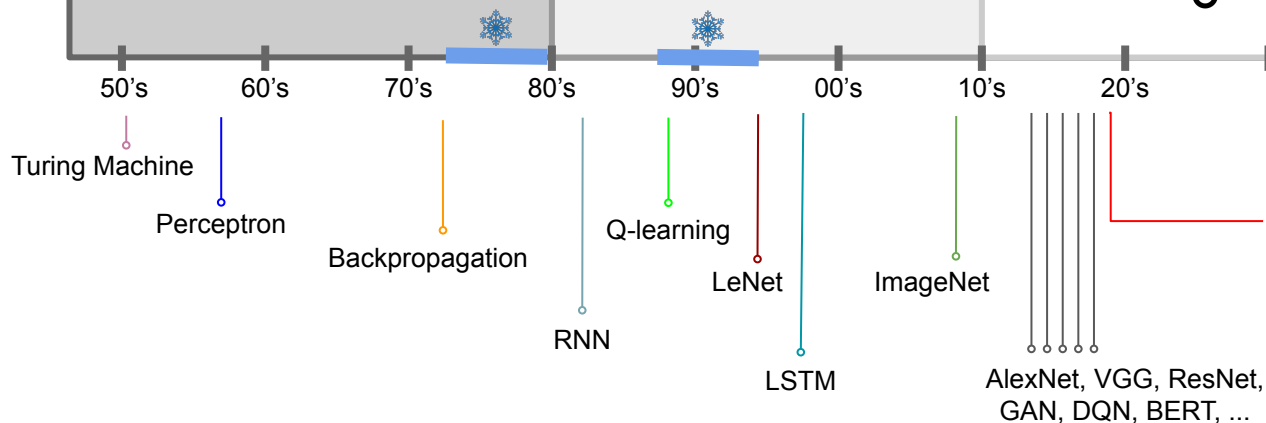 50's 60's 70's 80's 90's 00's 10's 20's
Turing Machine
Perceptron
Backpropagation
RNN
Q-learning
LeNet
LSTM
ImageNet
AlexNet, VGG, ResNet,
GAN, DQN, BERT, ...